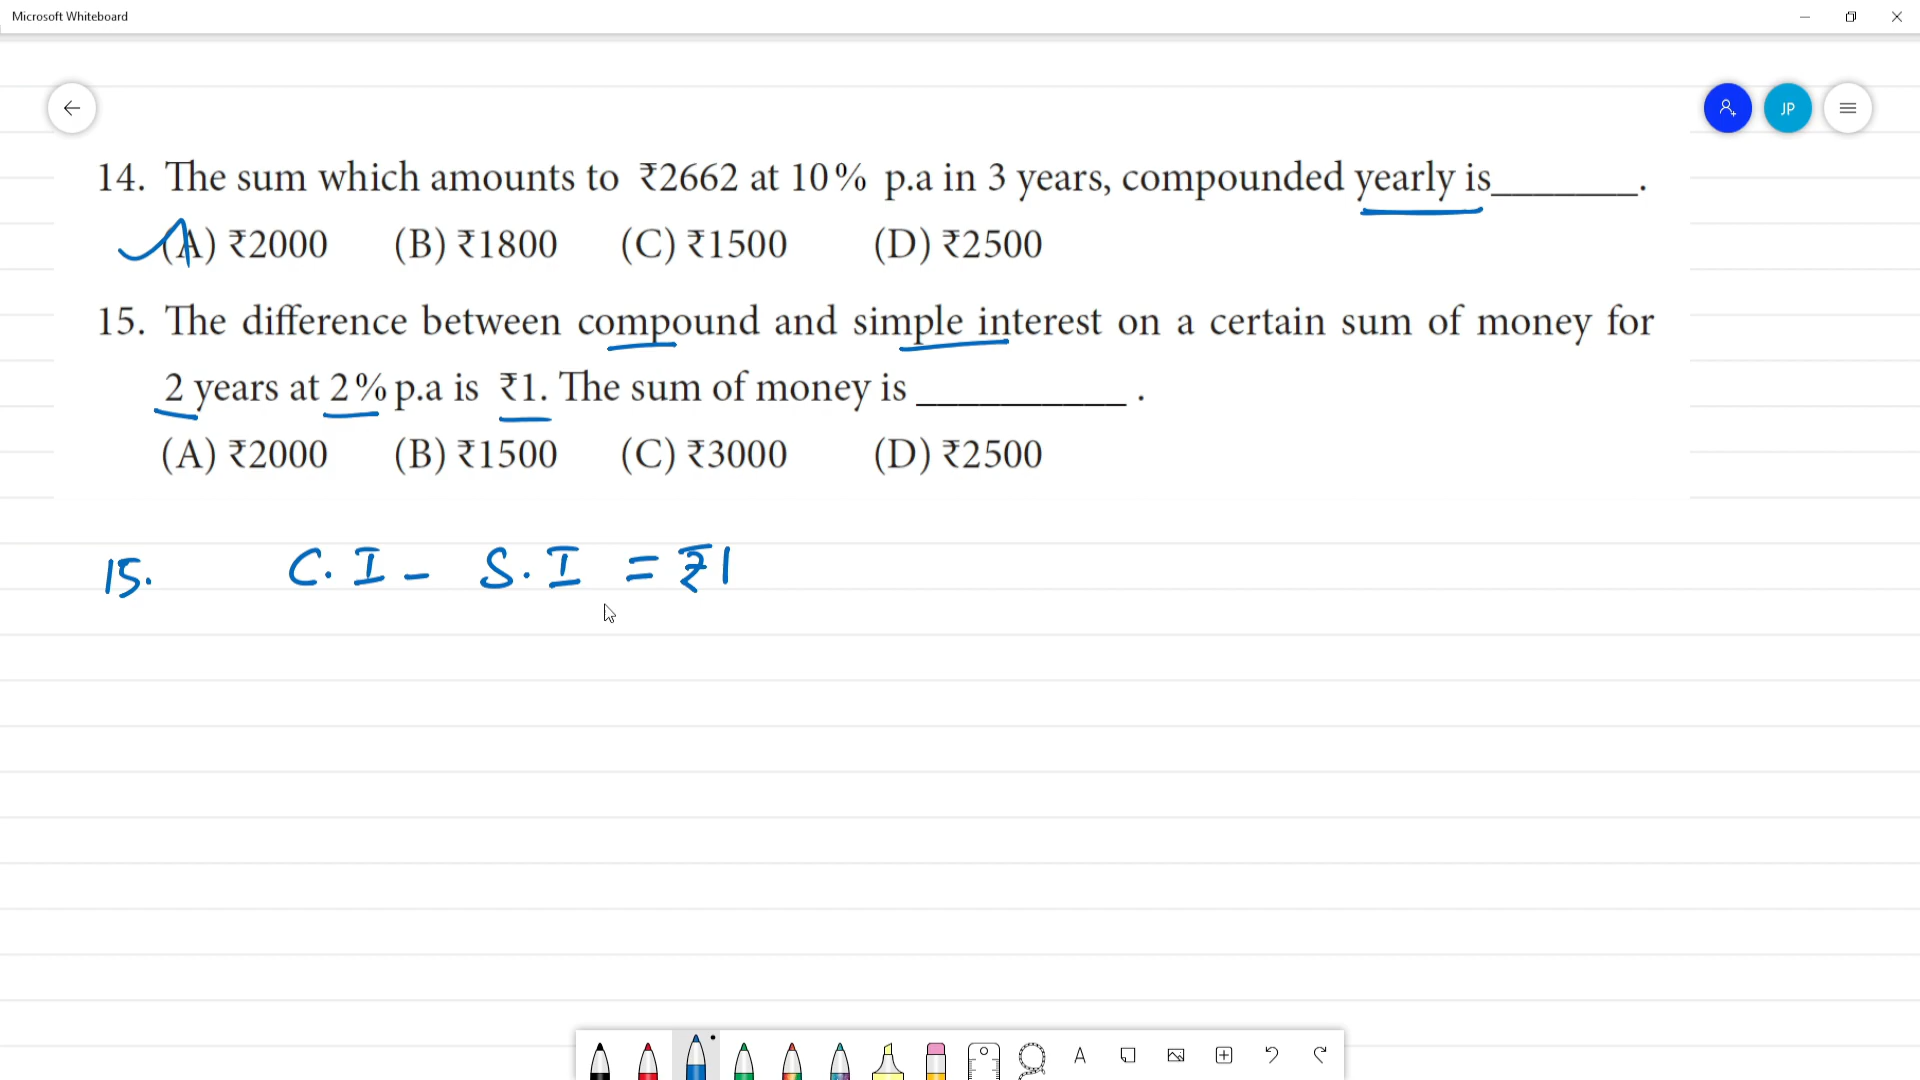 Microsoft Whiteboard
JP
14. The sum which amounts to ₹2662 at 10% p.a in 3 years, compounded yearly is_______.
(A) ₹2000 (B) ₹1800 (C) ₹1500 (D) ₹2500
15. The difference between compound and simple interest on a certain sum of money for
2 years at 2% p.a is ₹1. The sum of money is __________ .
(A) ₹2000 (B) ₹1500 (C) ₹3000 (D) ₹2500
15. C.I - S.I = ₹1
A